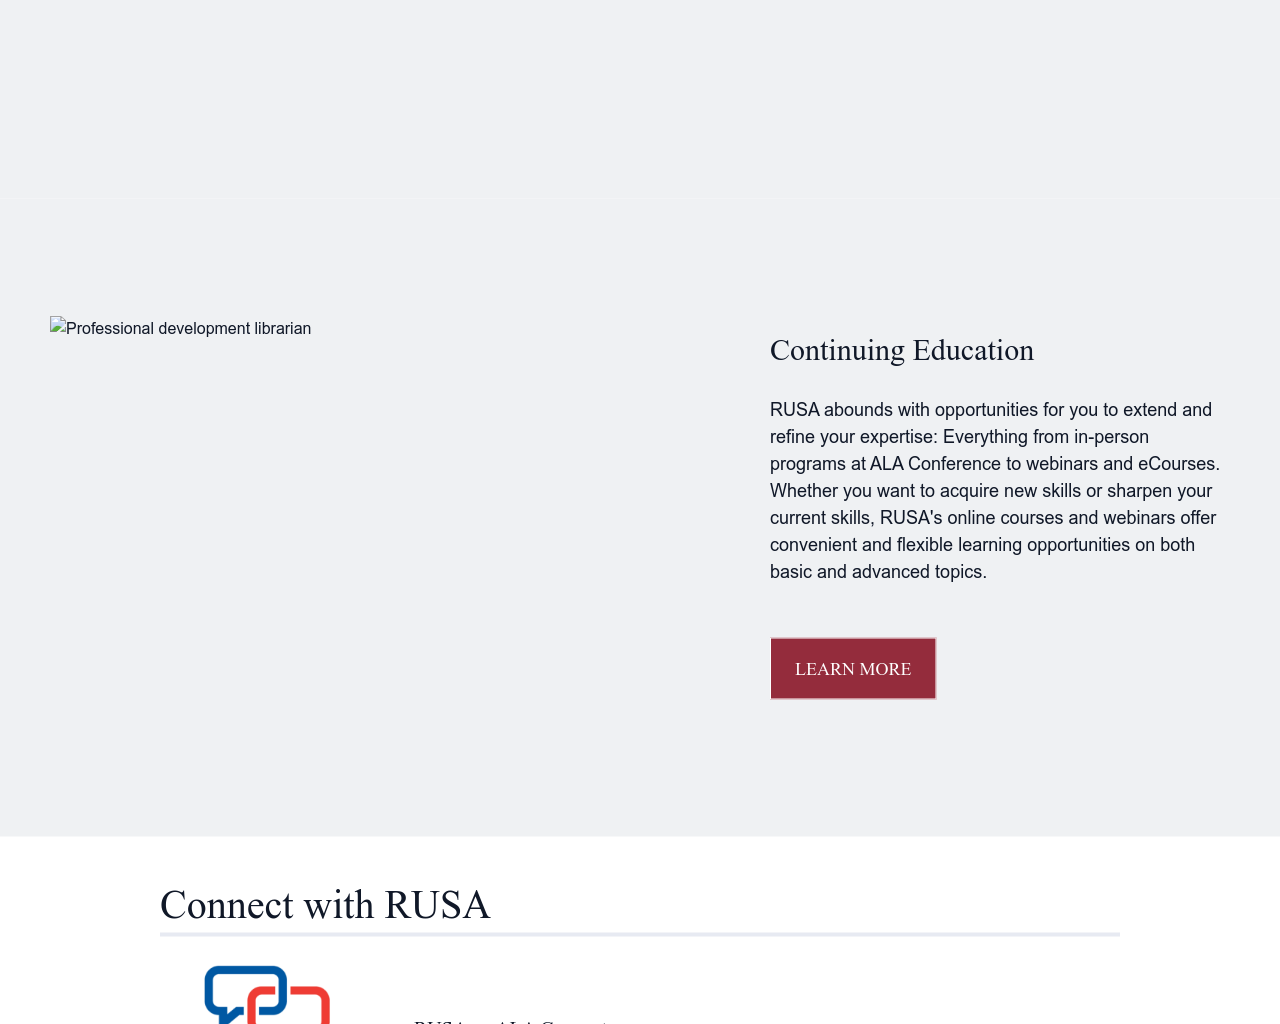 Professional development librarian
Continuing Education
RUSA abounds with opportunities for you to extend and
refine your expertise: Everything from in-person
programs at ALA Conference to webinars and eCourses.
Whether you want to acquire new skills or sharpen your
current skills, RUSA's online courses and webinars offer
convenient and flexible learning opportunities on both
basic and advanced topics.
LEARN MORE
Connect with RUSA